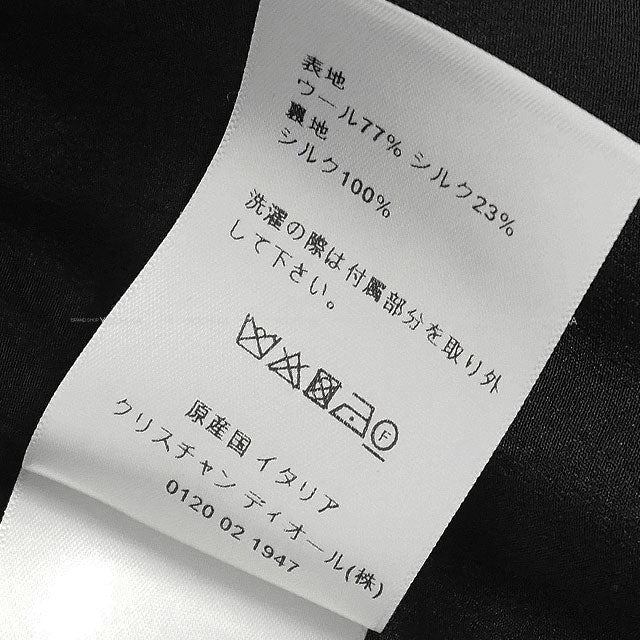 表地
ウール77% シルク23%
裏地
シルク100%
洗濯の際は付属部分を取り外
して下さい。
F
原産国 イタリア
クリスチャン ディオール(株)
0120 02 1947